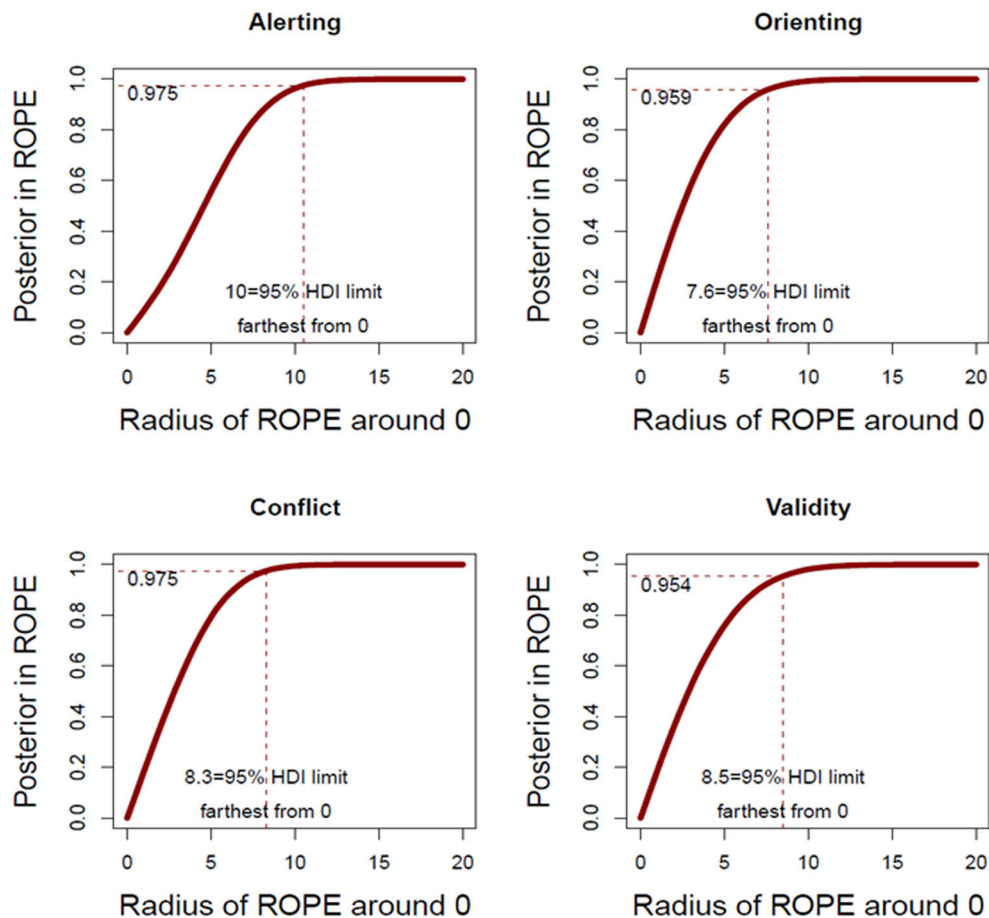 Alerting
Posterior in ROPE
0.0 0.2 0.4 0.6 0.8 1.0
0.975
10=95% HDI limit
farthest from 0
0 5 10 15 20
Radius of ROPE around 0
Orienting
Posterior in ROPE
0.0 0.2 0.4 0.6 0.8 1.0
0.959
7.6=95% HDI limit
farthest from 0
0 5 10 15 20
Radius of ROPE around 0
Conflict
Posterior in ROPE
0.0 0.2 0.4 0.6 0.8 1.0
0.975
8.3=95% HDI limit
farthest from 0
0 5 10 15 20
Radius of ROPE around 0
Validity
Posterior in ROPE
0.0 0.2 0.4 0.6 0.8 1.0
0.954
8.5=95% HDI limit
farthest from 0
0 5 10 15 20
Radius of ROPE around 0